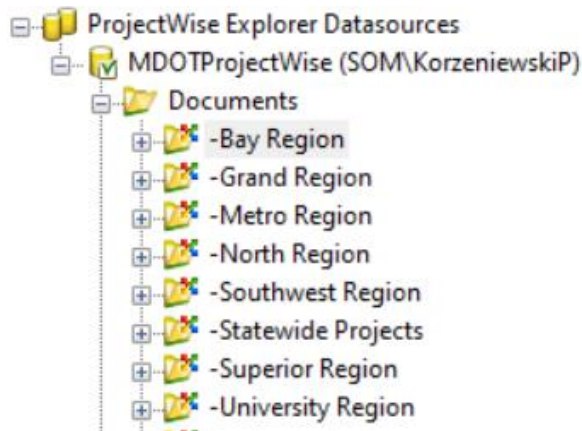 ProjectWise Explorer Datasources
MDOTProjectWise (SOM\KorzeniewskiP)
Documents
-Bay Region
-Grand Region
-Metro Region
-North Region
-Southwest Region
-Statewide Projects
-Superior Region
-University Region